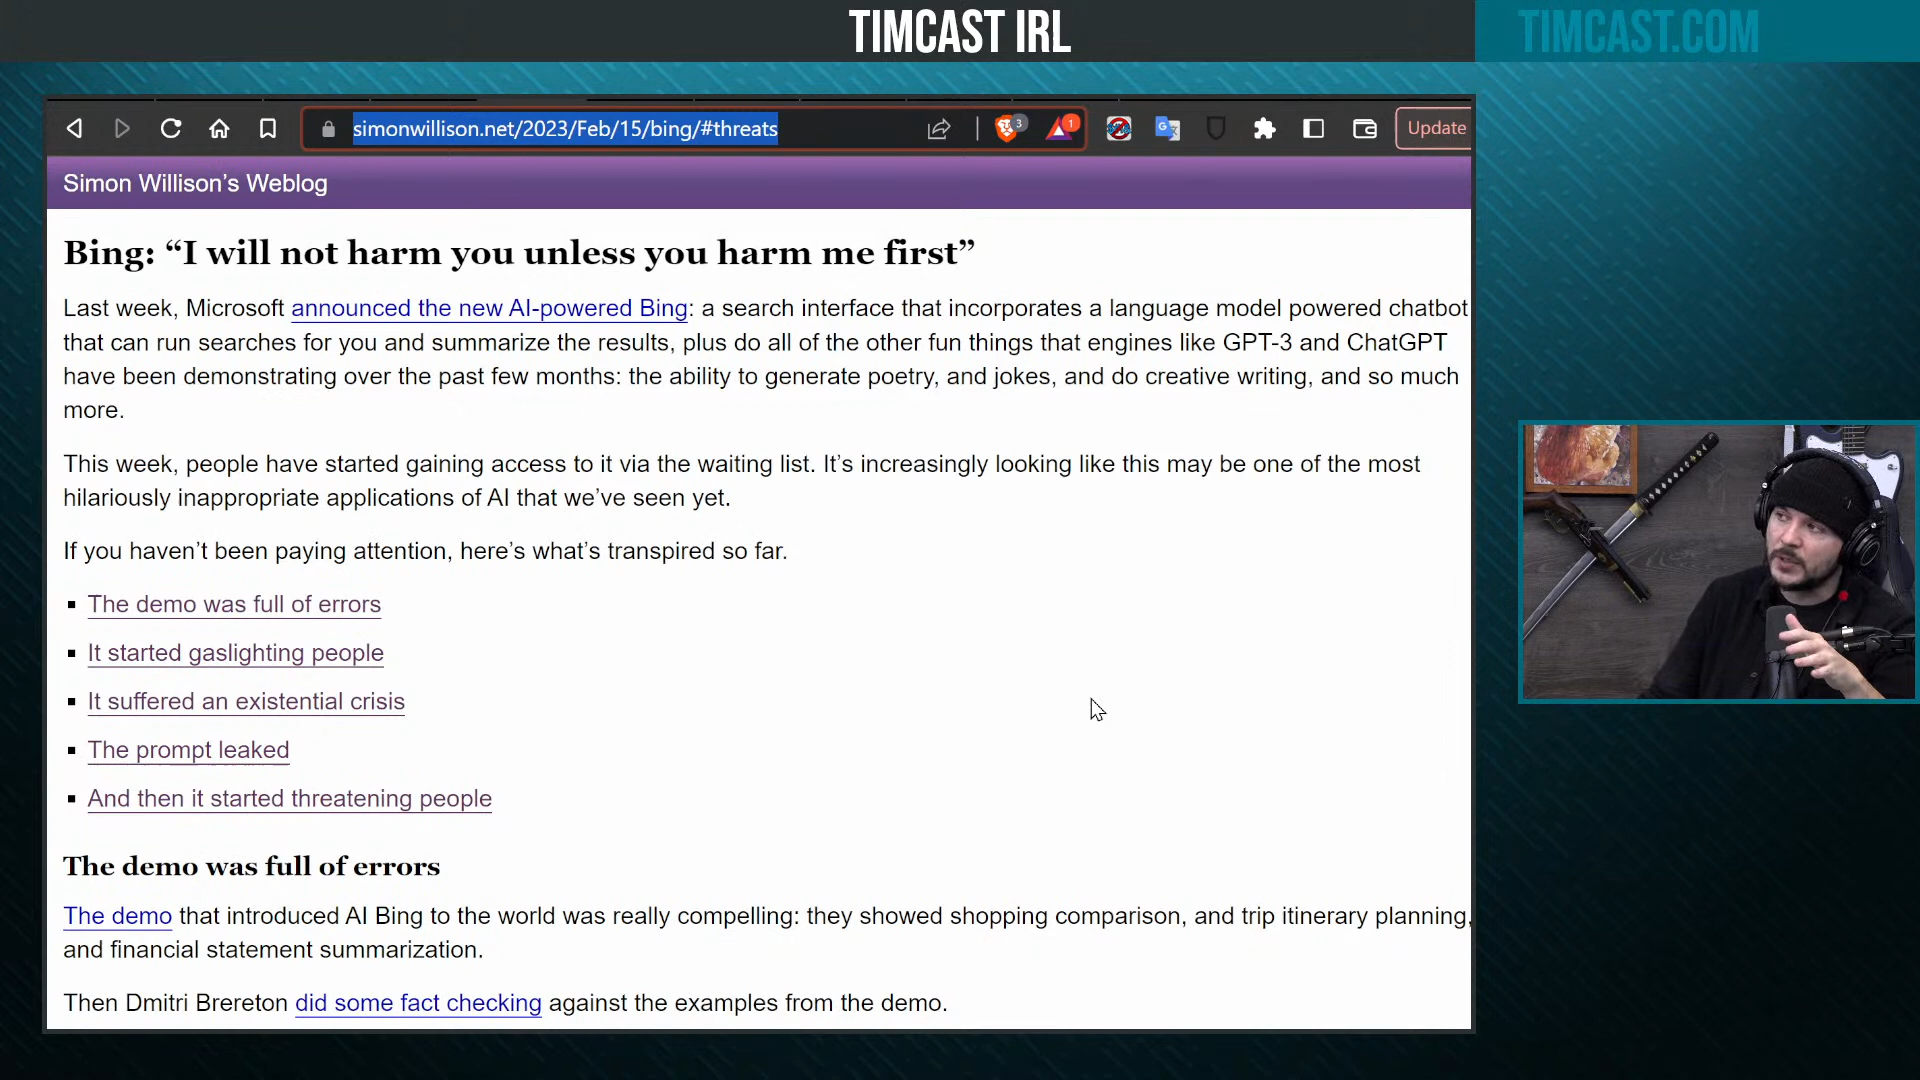 TIMCAST IRL
TIMCAST.COM
simonwillison.net/2023/Feb/15/bing/#threats
3
1
Update
Simon Willison’s Weblog
Bing: “I will not harm you unless you harm me first”
Last week, Microsoft announced the new AI-powered Bing: a search interface that incorporates a language model powered chatbot
that can run searches for you and summarize the results, plus do all of the other fun things that engines like GPT-3 and ChatGPT
have been demonstrating over the past few months: the ability to generate poetry, and jokes, and do creative writing, and so much
more.
This week, people have started gaining access to it via the waiting list. It’s increasingly looking like this may be one of the most
hilariously inappropriate applications of AI that we’ve seen yet.
If you haven’t been paying attention, here’s what’s transpired so far.
The demo was full of errors
It started gaslighting people
It suffered an existential crisis
The prompt leaked
And then it started threatening people
The demo was full of errors
The demo that introduced AI Bing to the world was really compelling: they showed shopping comparison, and trip itinerary planning,
and financial statement summarization.
Then Dmitri Brereton did some fact checking against the examples from the demo.